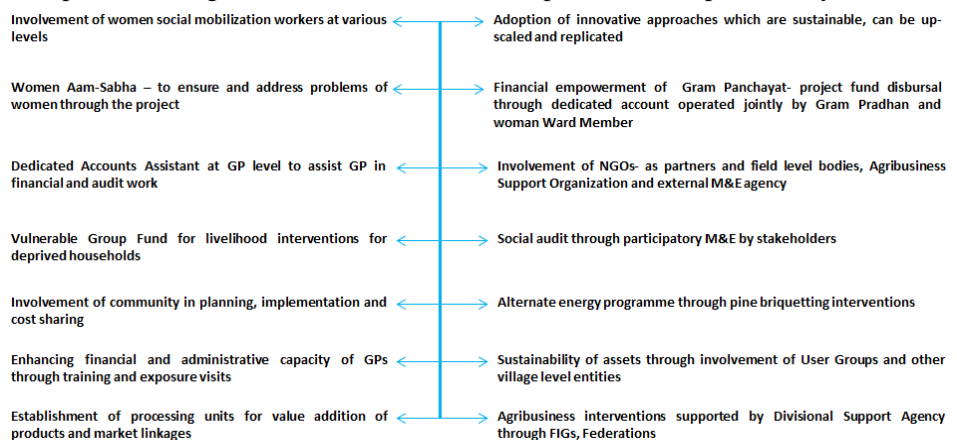 Involvement of women social mobilization workers at various
levels
Adoption of innovative approaches which are sustainable, can be up-
scaled and replicated
Women Aam-Sabha – to ensure and address problems of
women through the project
Financial empowerment of Gram Panchayat- project fund disbursal
through dedicated account operated jointly by Gram Pradhan and
woman Ward Member
Dedicated Accounts Assistant at GP level to assist GP in
financial and audit work
Involvement of NGOs- as partners and field level bodies, Agribusiness
Support Organization and external M&E agency
Vulnerable Group Fund for livelihood interventions for
deprived households
Social audit through participatory M&E by stakeholders
Involvement of community in planning, implementation and
cost sharing
Alternate energy programme through pine briquetting interventions
Enhancing financial and administrative capacity of GPs
through training and exposure visits
Sustainability of assets through involvement of User Groups and other
village level entities
Establishment of processing units for value addition of
products and market linkages
Agribusiness interventions supported by Divisional Support Agency
through FIGs, Federations